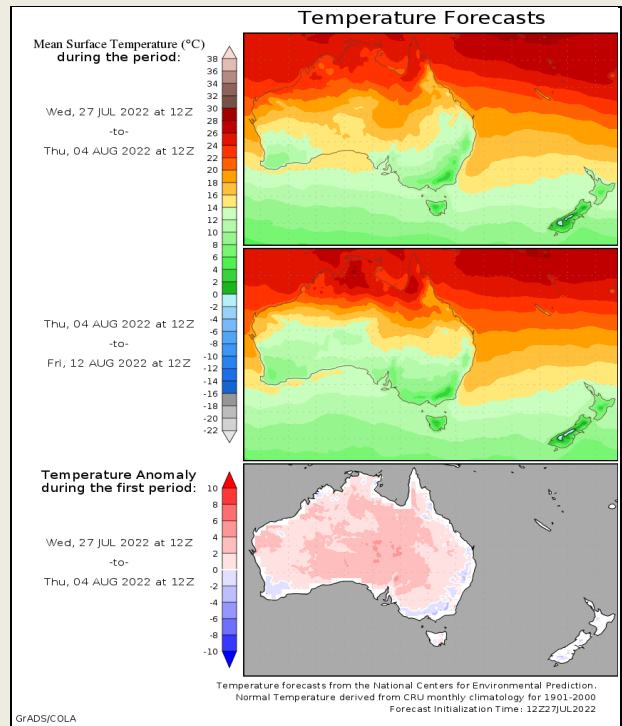 Temperature Forecasts
Mean Surface Temperature (°C)
during the period:
Wed, 27 JUL 2022 at 12Z
-to-
Thu, 04 AUG 2022 at 12Z
Thu, 04 AUG 2022 at 12Z
-to-
Fri, 12 AUG 2022 at 12Z
38
36
34
32
30
28
26
24
22
20
18
16
14
12
10
8
6
4
2
0
-2
-4
-6
-8
-10
-12
-14
-16
-18
-20
-22
Temperature Anomaly
during the first period:
Wed, 27 JUL 2022 at 12Z
-to-
Thu, 04 AUG 2022 at 12Z
10
8
6
4
2
0
-2
-4
-6
-8
-10
Temperature forecasts from the National Centers for Environmental Prediction.
Normal Temperature derived from CRU monthly climatology for 1901-2000
Forecast Initialization Time: 12Z27JUL2022
GrADS/COLA